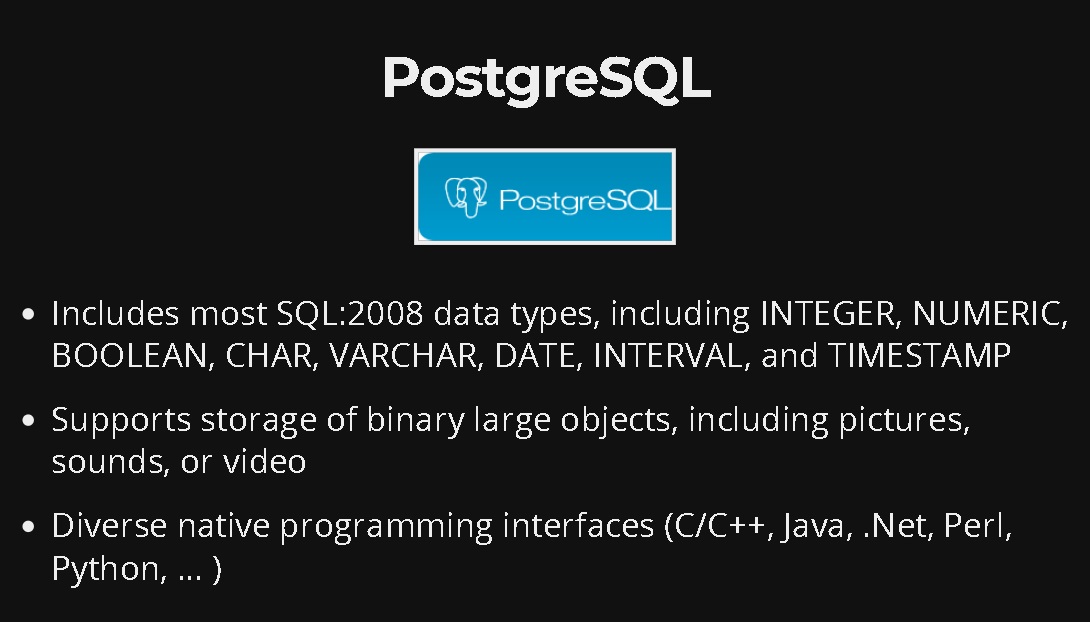 PostgreSQL
PostgreSQL
• Includes most SQL:2008 data types, including INTEGER, NUMERIC,
BOOLEAN, CHAR, VARCHAR, DATE, INTERVAL, and TIMESTAMP
• Supports storage of binary large objects, including pictures,
sounds, or video
• Diverse native programming interfaces (C/C++, Java, .Net, Perl,
Python, ... )